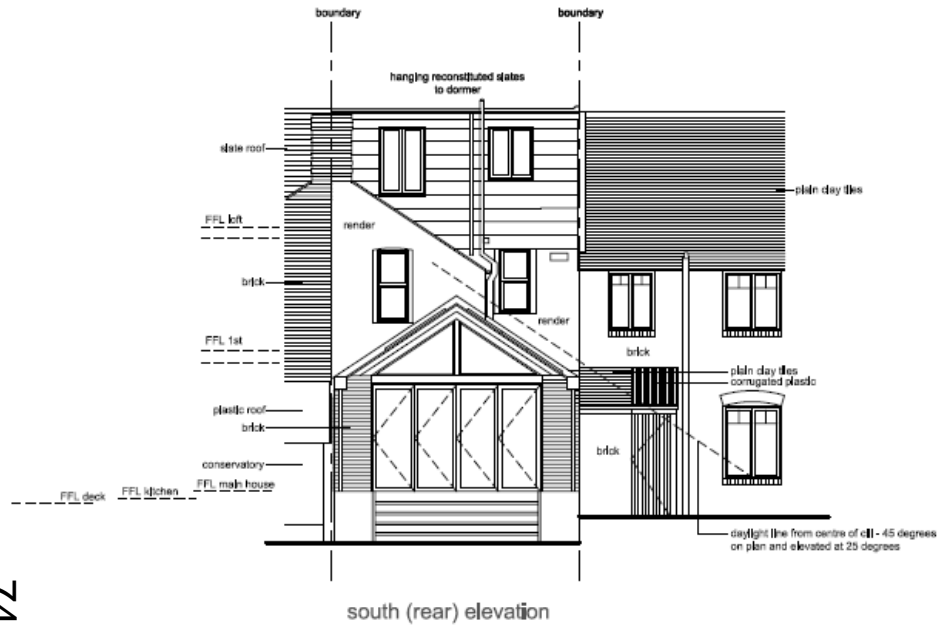 boundary
boundary
hanging reconstituted slates
to dormer
slate roof
plain clay tiles
FFL loft
render
brick
render
FFL 1st
brick
plain clay tiles
corrugated plastic
plastic roof
brick
brick
conservatory
FFL main house
FFL kitchen
FFL deck
daylight line from centre of cill - 45 degrees
on plan and elevated at 25 degrees
74
south (rear) elevation